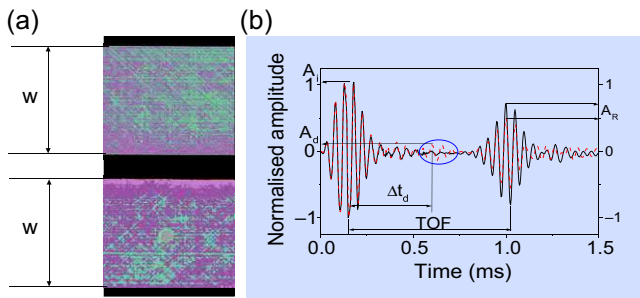 (a)
W
W
(b)
Normalised amplitude
1
0
−1
A_i
A_d
Δt_d
TOF
A_R
1
0
−1
0.0 0.5 1.0 1.5
Time (ms)